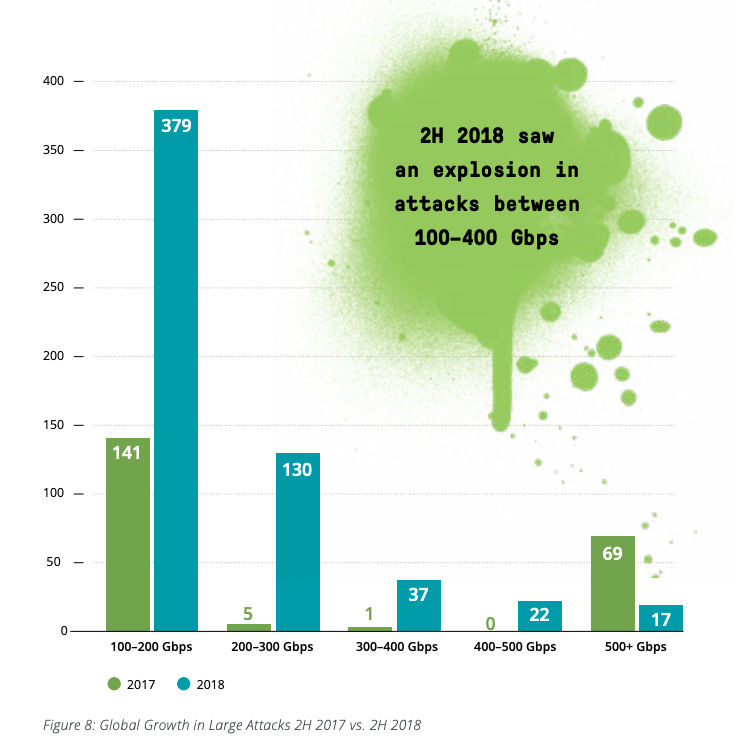 2H 2018 saw
an explosion in
attacks between
100–400 Gbps
400
350
300
250
200
150
100
50
0
141
379
5
130
1
37
0
22
69
17
100–200 Gbps
200–300 Gbps
300–400 Gbps
400–500 Gbps
500+ Gbps
2017
2018
Figure 8: Global Growth in Large Attacks 2H 2017 vs. 2H 2018